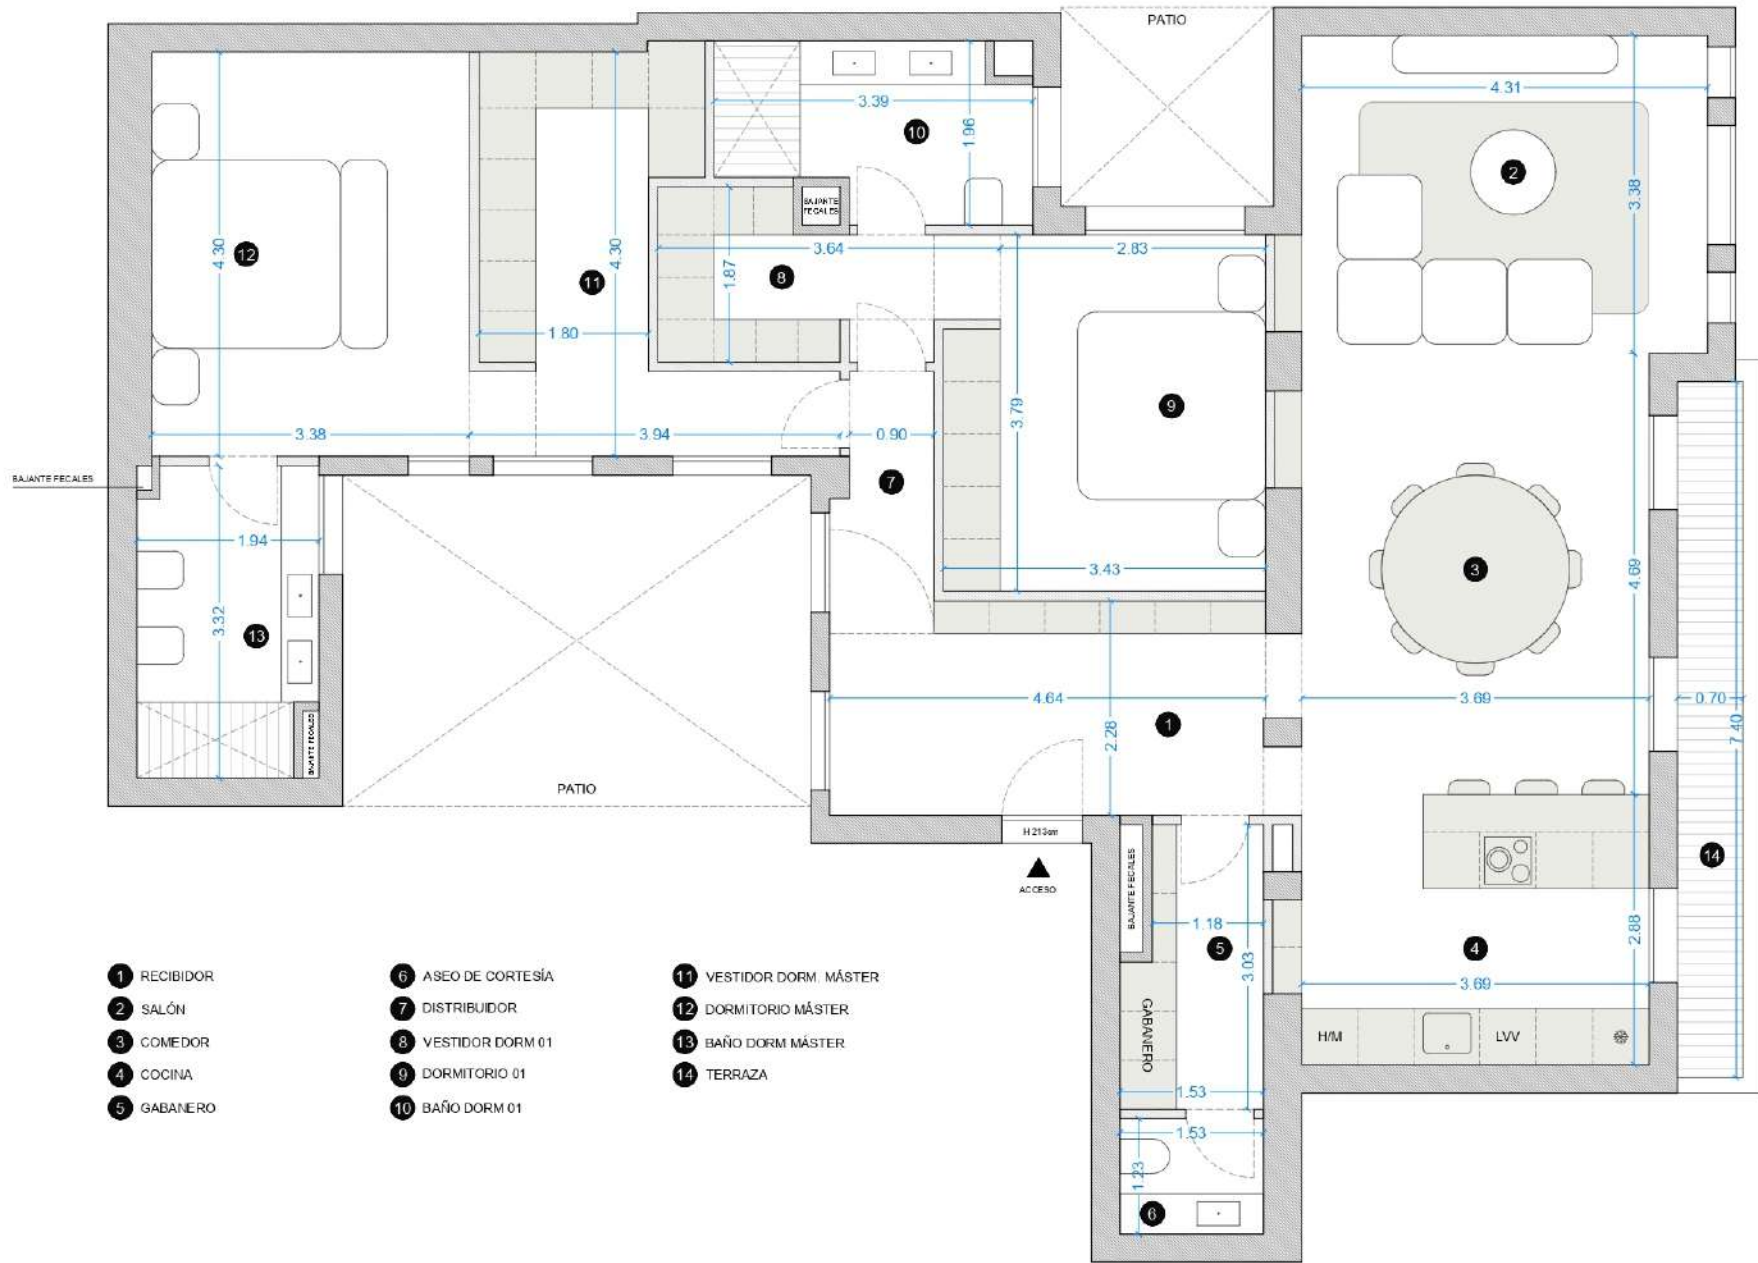 PATIO
4.31
3.39
1.96
10
2
3.38
BAJANTE
FECALES
4.30
12
4.30
11
3.64
2.83
1.87
8
1.80
9
3.79
3.38
3.94
0.90
BAJANTE FECALES
7
1.94
3.43
3
4.69
3.32
13
4.64
3.69
0.70
1
2.28
7.40
BAJANTE FECALES
PATIO
H 213cm
ACCESO
BAJANTE FECALES
14
1.18
5
3.03
4
2.88
3.69
GABANERO
H/M
LVV
1.53
1.53
1.23
6
1 RECIBIDOR
2 SALÓN
3 COMEDOR
4 COCINA
5 GABANERO
6 ASEO DE CORTESÍA
7 DISTRIBUIDOR
8 VESTIDOR DORM 01
9 DORMITORIO 01
10 BAÑO DORM 01
11 VESTIDOR DORM. MÁSTER
12 DORMITORIO MÁSTER
13 BAÑO DORM MÁSTER
14 TERRAZA